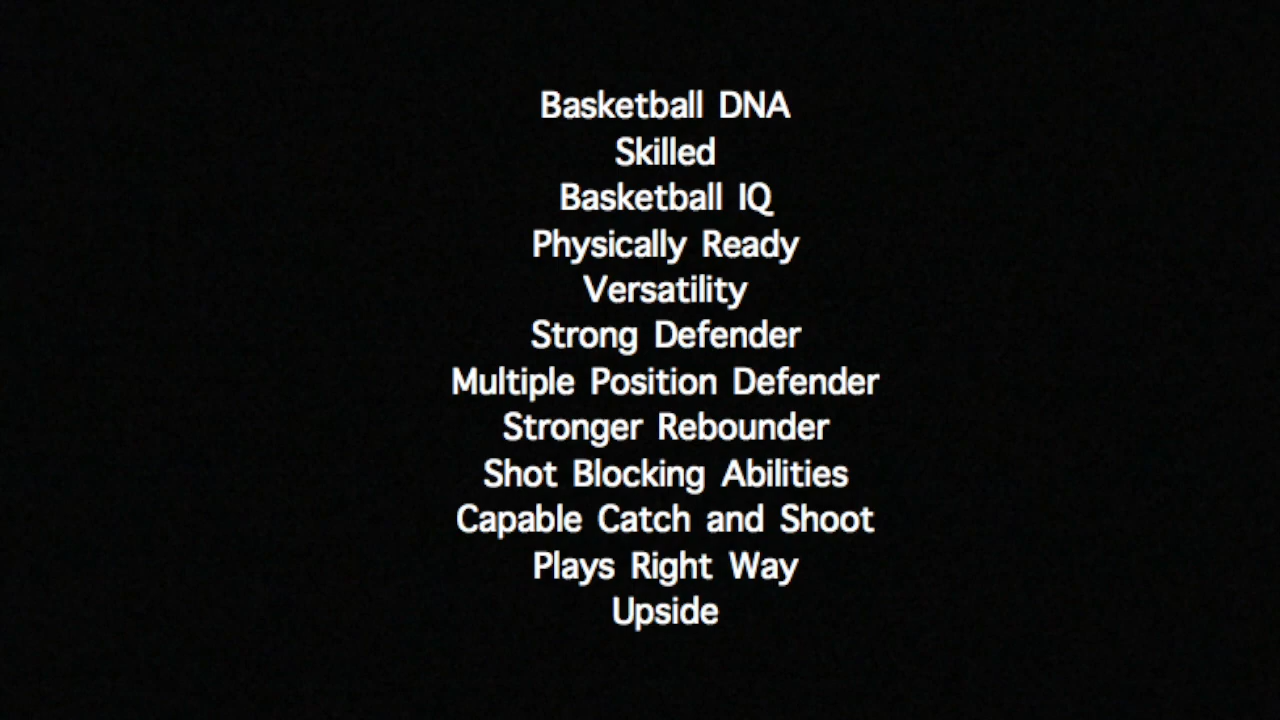 Basketball DNA
Skilled
Basketball IQ
Physically Ready
Versatility
Strong Defender
Multiple Position Defender
Stronger Rebounder
Shot Blocking Abilities
Capable Catch and Shoot
Plays Right Way
Upside